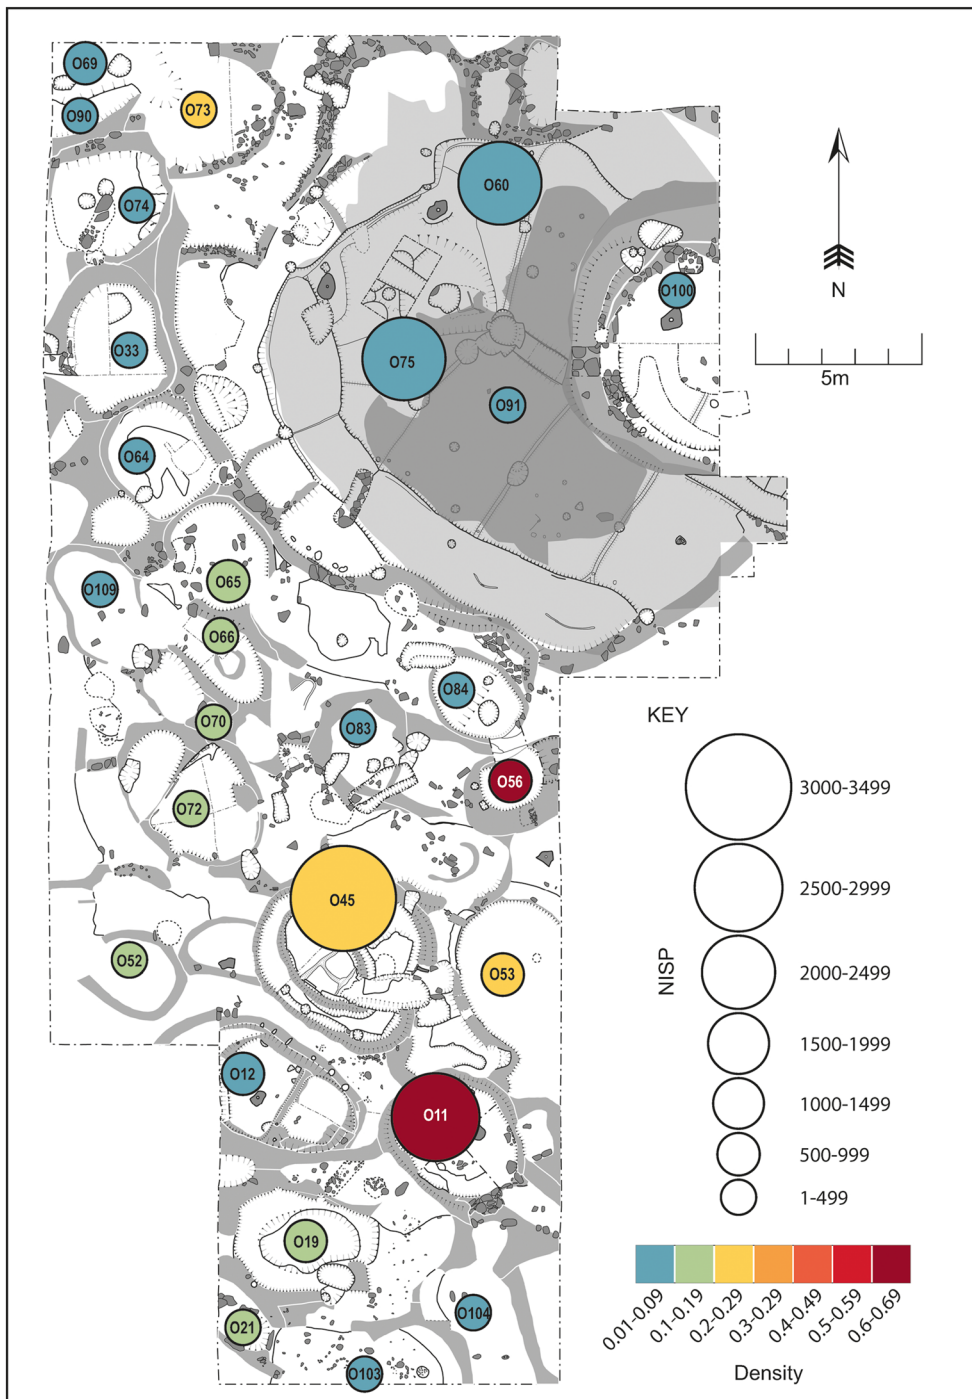 O69
O90
O73
O74
O60
O100
N
5m
O33
O75
O91
O64
O109
O65
O66
O84
O70
O83
O56
O72
O45
O52
O53
O12
O11
O19
O21
O104
O103
KEY
NISP
3000-3499
2500-2999
2000-2499
1500-1999
1000-1499
500-999
1-499
0.01-0.09
0.1-0.19
0.2-0.29
0.3-0.29
0.4-0.49
0.5-0.59
0.6-0.69
Density